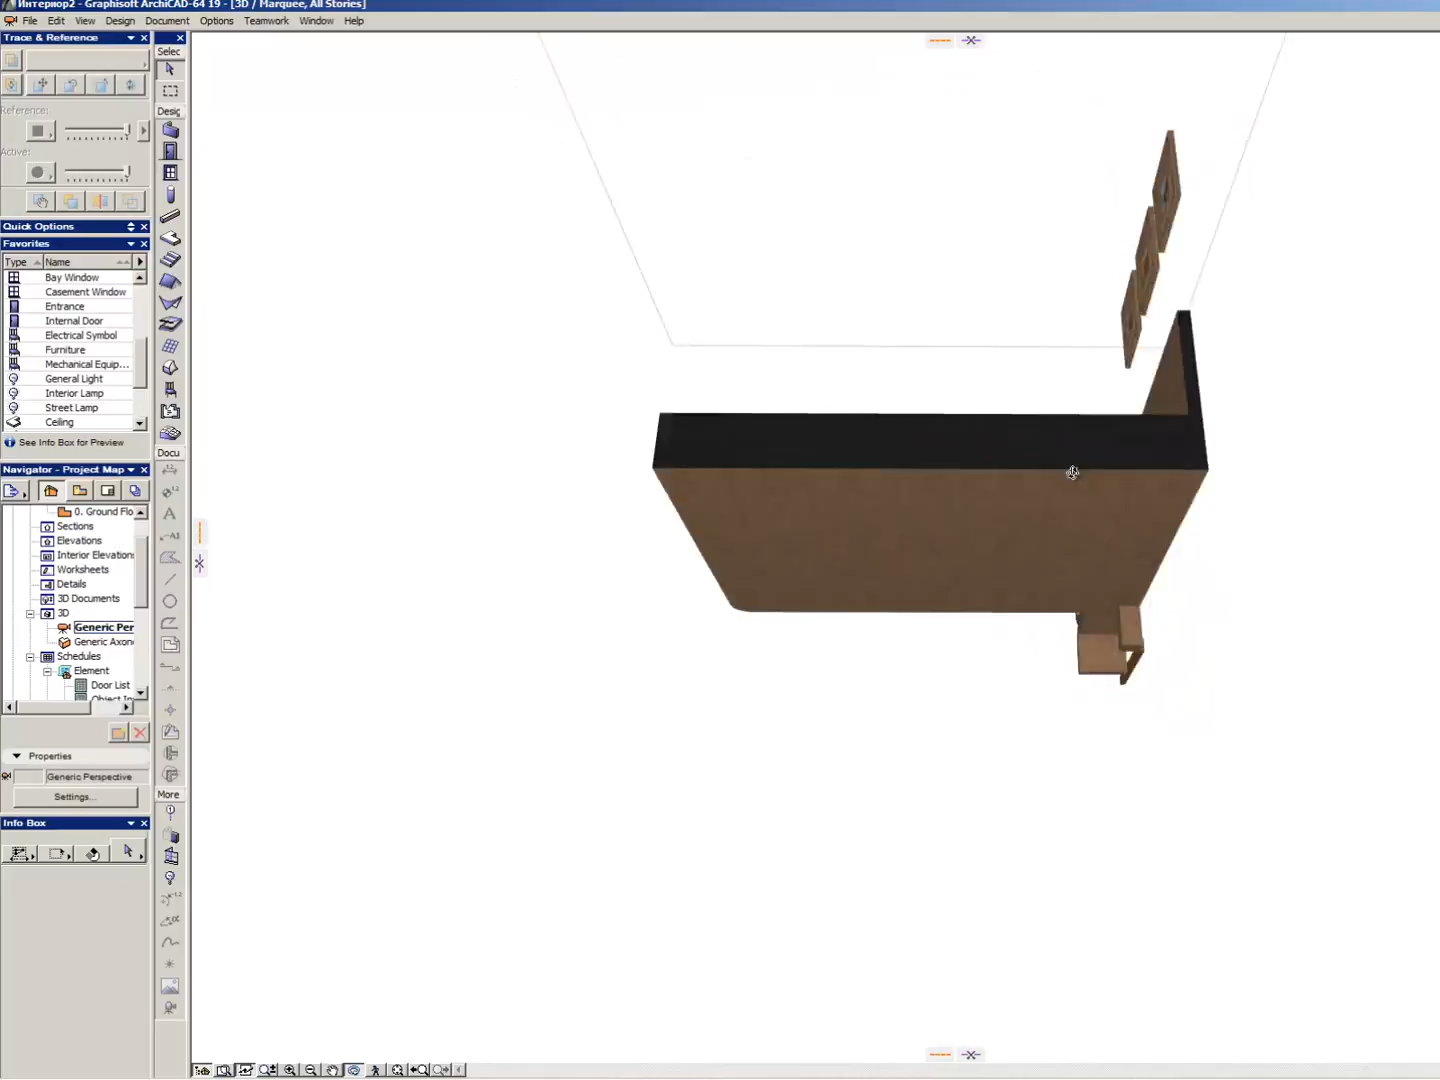 Интериор2 - Graphisoft ArchiCAD-64 19 - [3D / Marquee, All Stories]
File Edit View Design Document Options Teamwork Window Help
Trace & Reference
Selec
Desig
Reference:
Active:
Quick Options
Favorites
Type Name
Bay Window
Casement Window
Entrance
Internal Door
Electrical Symbol
Furniture
Mechanical Equip...
General Light
Interior Lamp
Street Lamp
Ceiling
See Info Box for Preview
Docu
Navigator - Project Map
0. Ground Flo
Sections
Elevations
Interior Elevation
Worksheets
Details
3D Documents
3D
Generic Per
Generic Axon
Schedules
Element
Door List
Properties
Generic Perspective
Settings...
More
Info Box